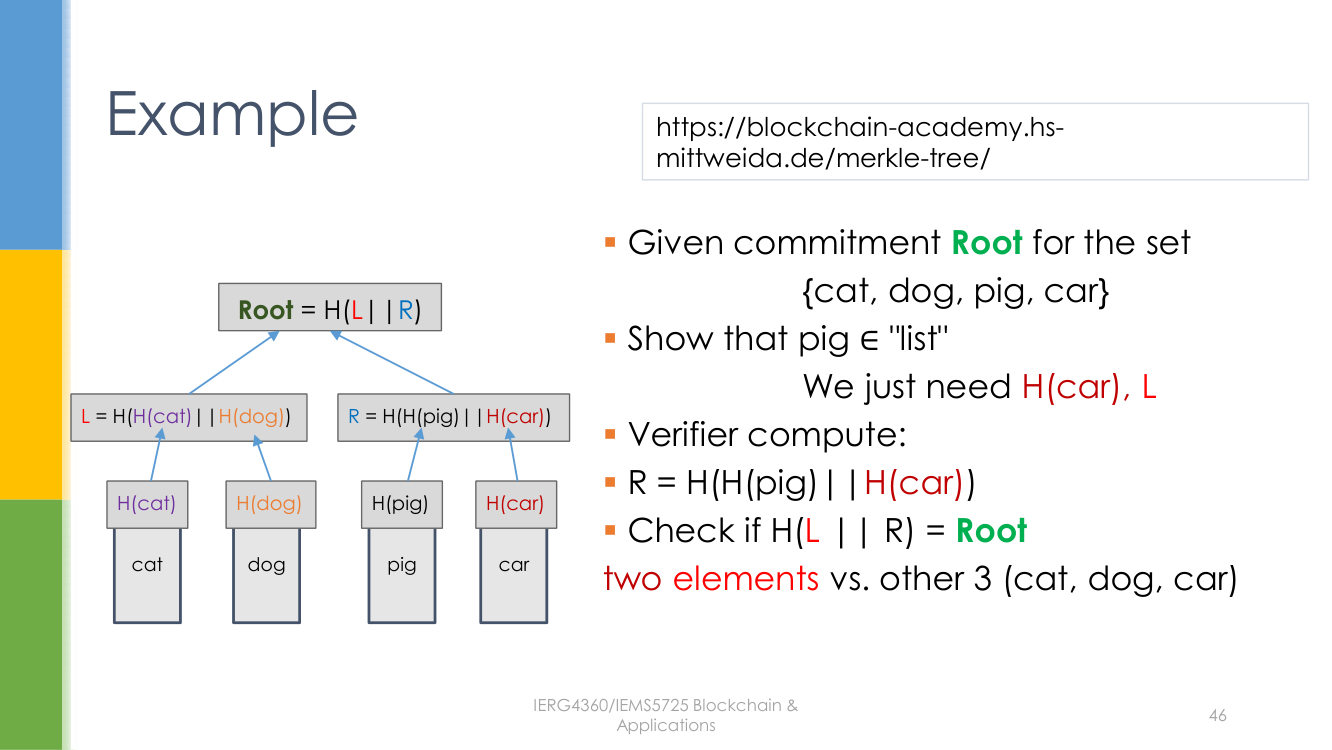 Example
https://blockchain-academy.hs-
mittweida.de/merkle-tree/
Root = H(L||R)
L = H(H(cat)||H(dog))
R = H(H(pig)||H(car))
H(cat)
H(dog)
H(pig)
H(car)
cat
dog
pig
car
▪ Given commitment Root for the set
{cat, dog, pig, car}
▪ Show that pig ∈ "list"
We just need H(car), L
▪ Verifier compute:
▪ R = H(H(pig)||H(car))
▪ Check if H(L || R) = Root
two elements vs. other 3 (cat, dog, car)
IERG4360/IEMS5725 Blockchain &
Applications
46